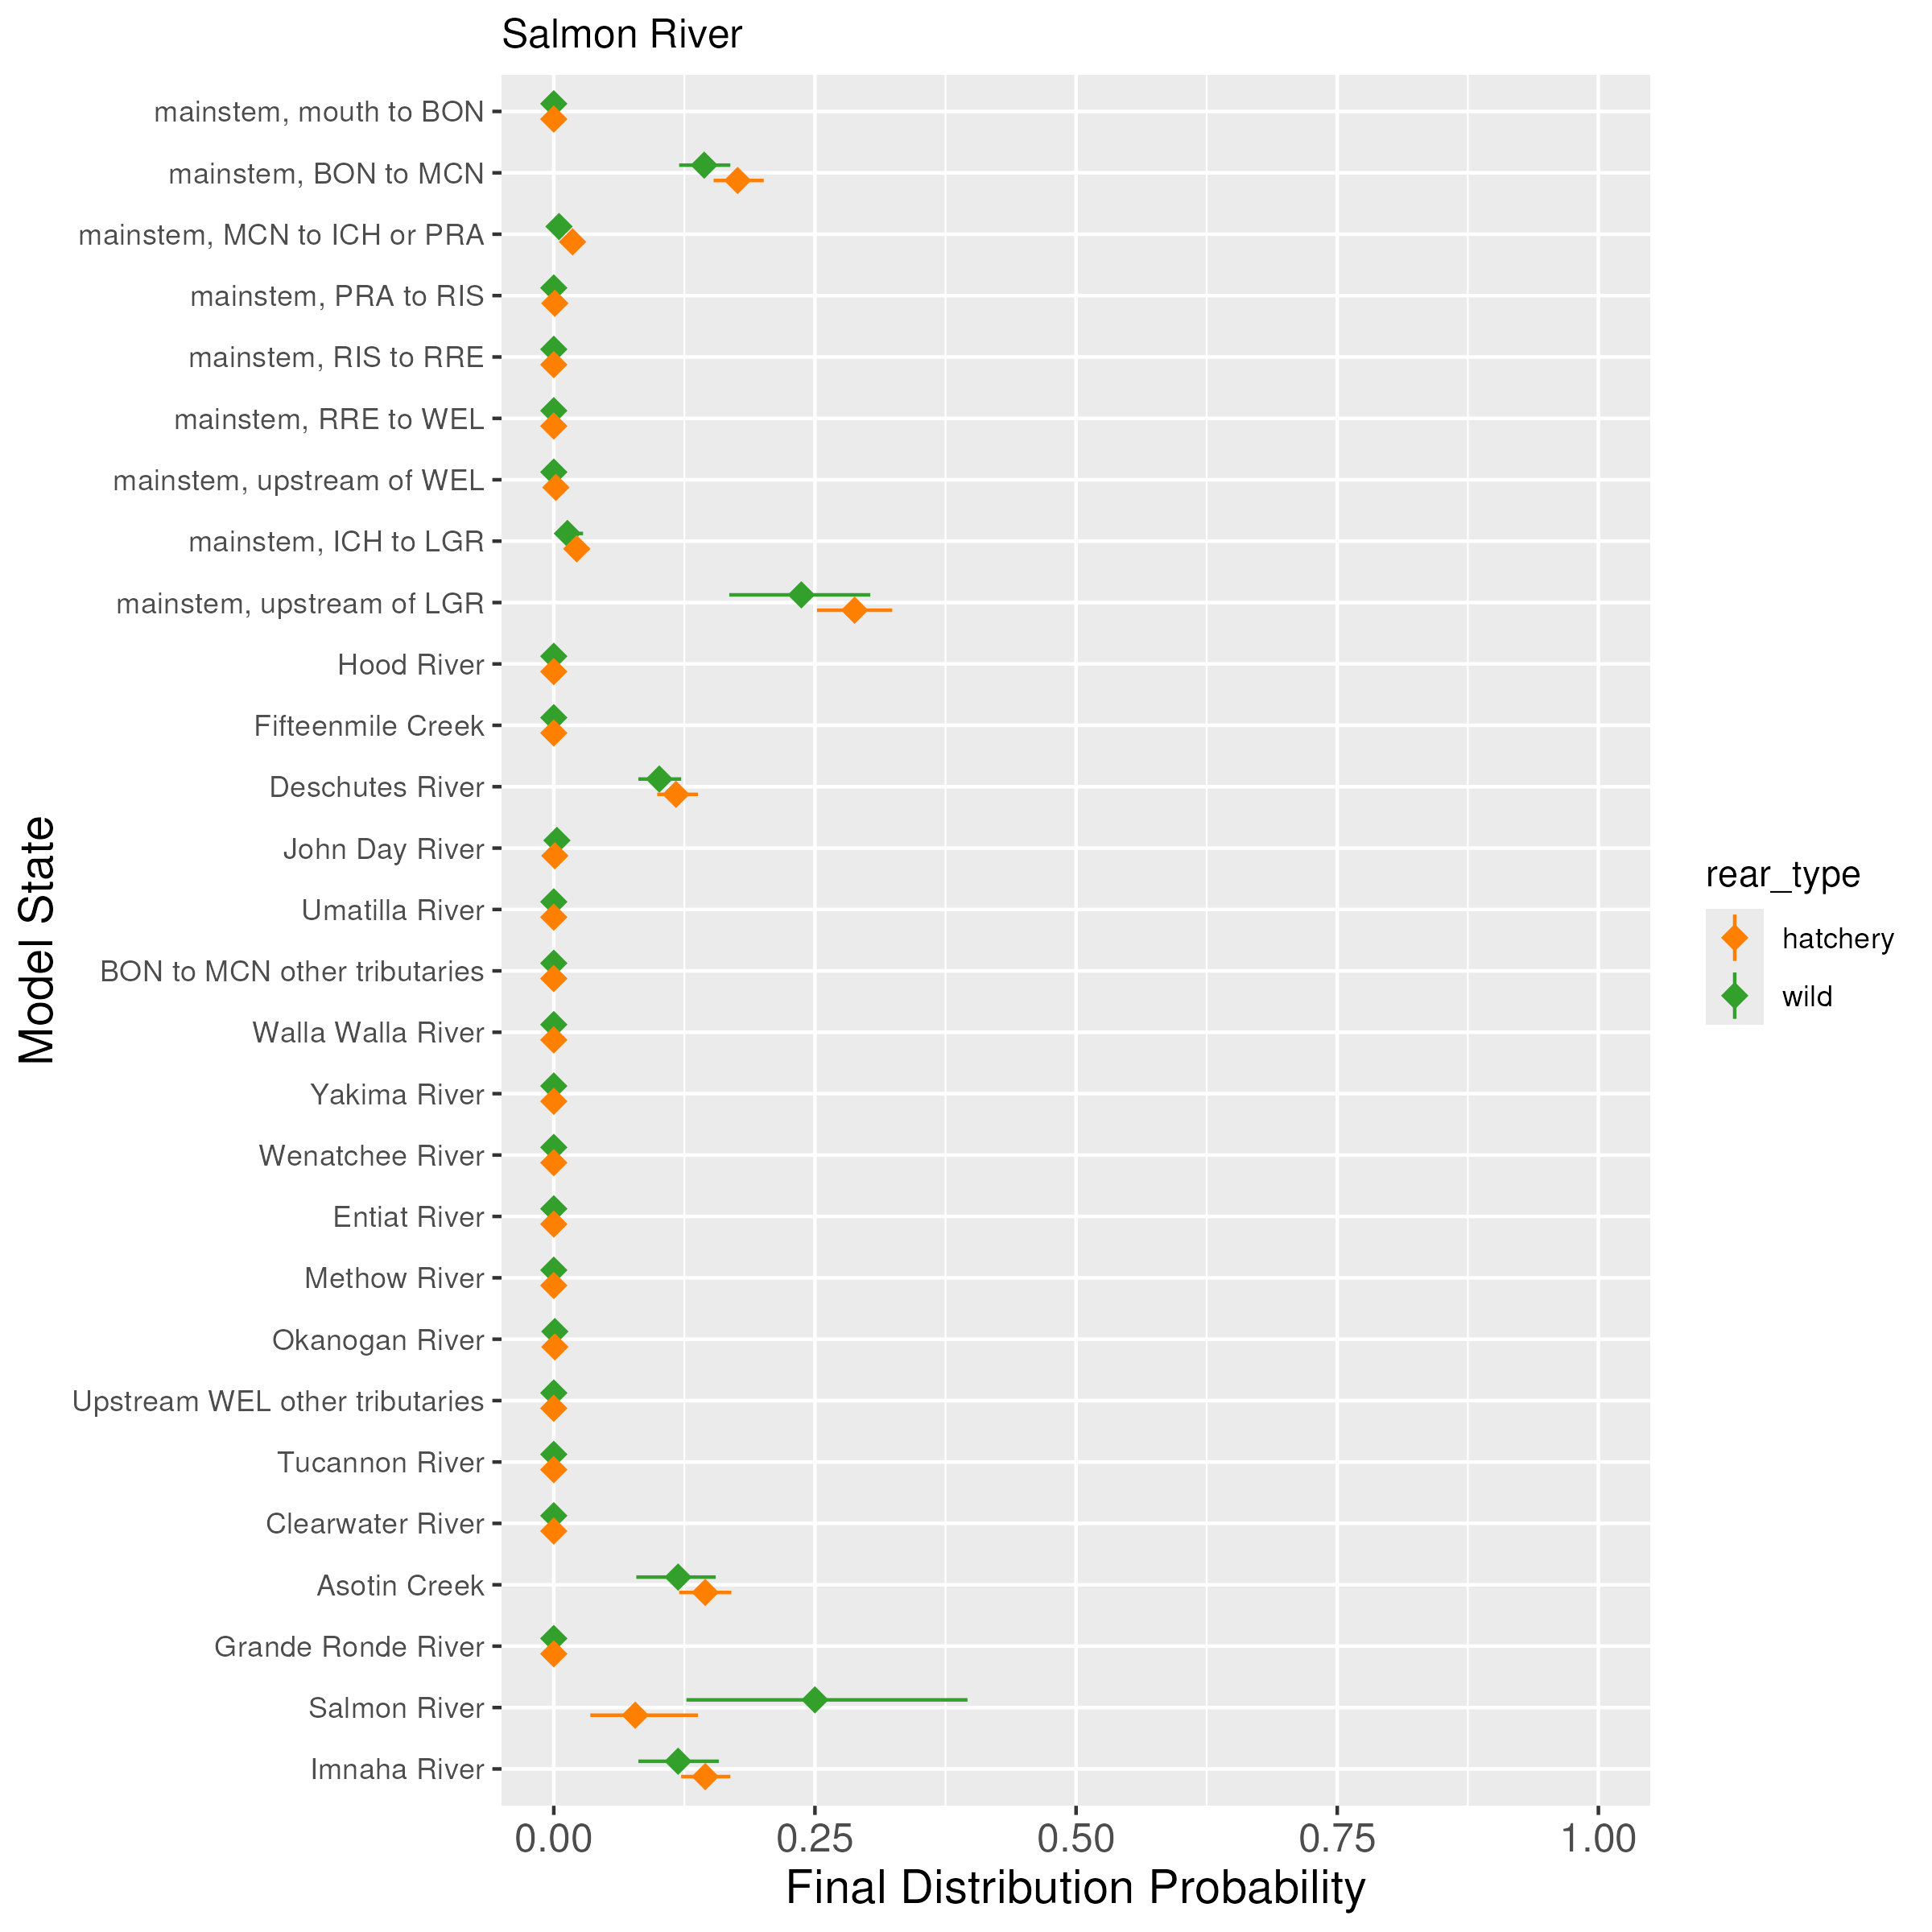 Salmon River
mainstem, mouth to BON
mainstem, BON to MCN
mainstem, MCN to ICH or PRA
mainstem, PRA to RIS
mainstem, RIS to RRE
mainstem, RRE to WEL
mainstem, upstream of WEL
mainstem, ICH to LGR
mainstem, upstream of LGR
Hood River
Fifteenmile Creek
Deschutes River
John Day River
Umatilla River
BON to MCN other tributaries
Walla Walla River
Yakima River
Wenatchee River
Entiat River
Methow River
Okanogan River
Upstream WEL other tributaries
Tucannon River
Clearwater River
Asotin Creek
Grande Ronde River
Salmon River
Imnaha River
Model State
0.00 0.25 0.50 0.75 1.00
Final Distribution Probability
rear_type
hatchery
wild